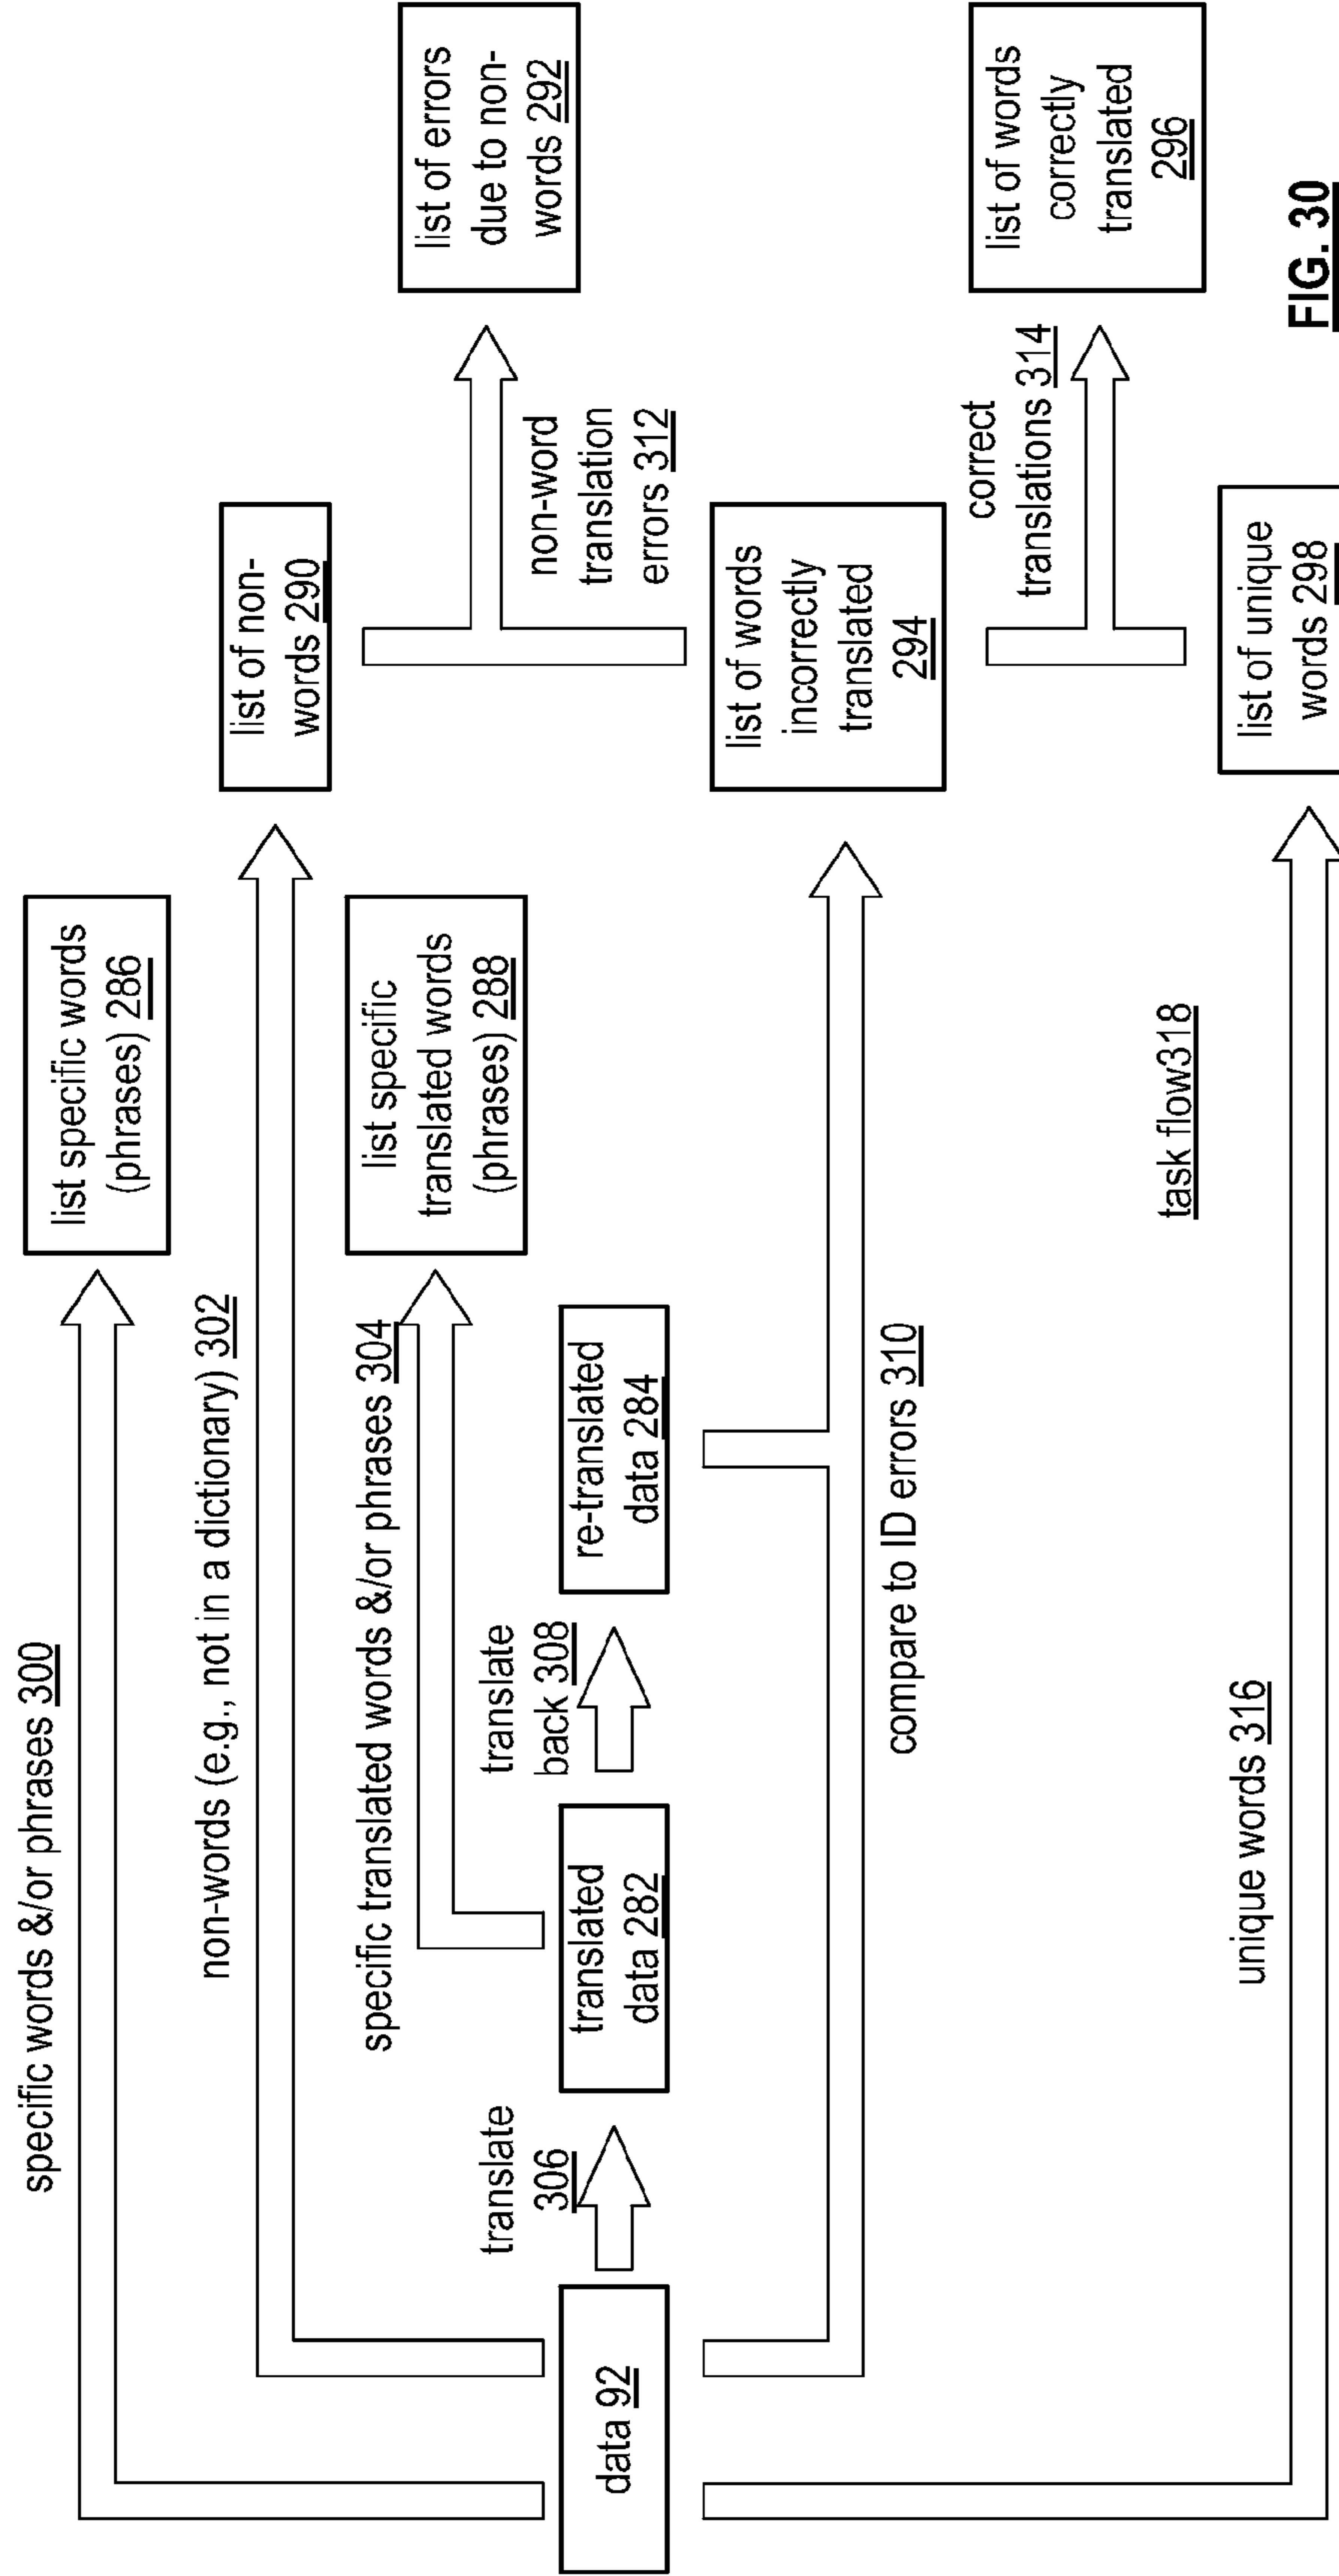 specific words &/or phrases 300
list specific words
(phrases) 286
non-words (e.g., not in a dictionary) 302
list of non-
words 290
list of errors
due to non-
words 292
specific translated words &/or phrases 304
list specific
translated words
(phrases) 288
non-word
translation
errors 312
translate
306
translate
back 308
data 92
translated
data 282
re-translated
data 284
list of words
incorrectly
translated
294
compare to ID errors 310
correct
translations 314
list of words
correctly
translated
296
task flow318
unique words 316
list of unique
words 298
FIG. 30